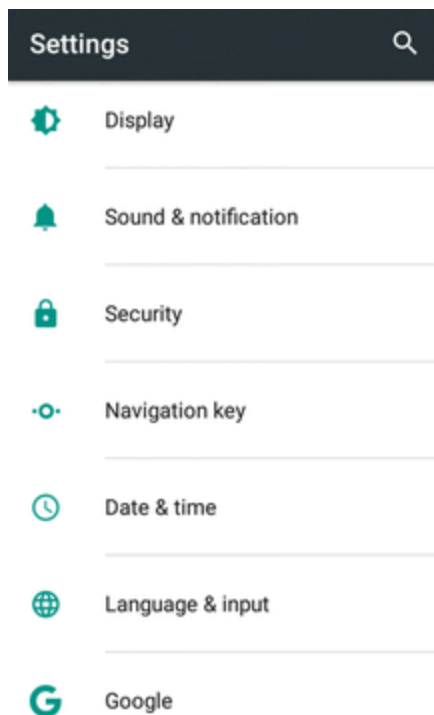 Settings
Display
Sound & notification
Security
Navigation key
Date & time
Language & input
Google